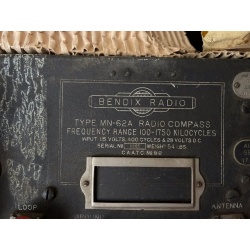 BENDIX RADIO
TYPE MN-62A RADIO COMPASS
FREQUENCY RANGE 100-1750 KILOCYCLES
INPUT: 115 VOLTS, 400 CYCLES & 28 VOLTS D.C.
SERIAL NO. WEIGHT 54 LBS
C.A.A.T.C. NO
LOOP
ANTENNA